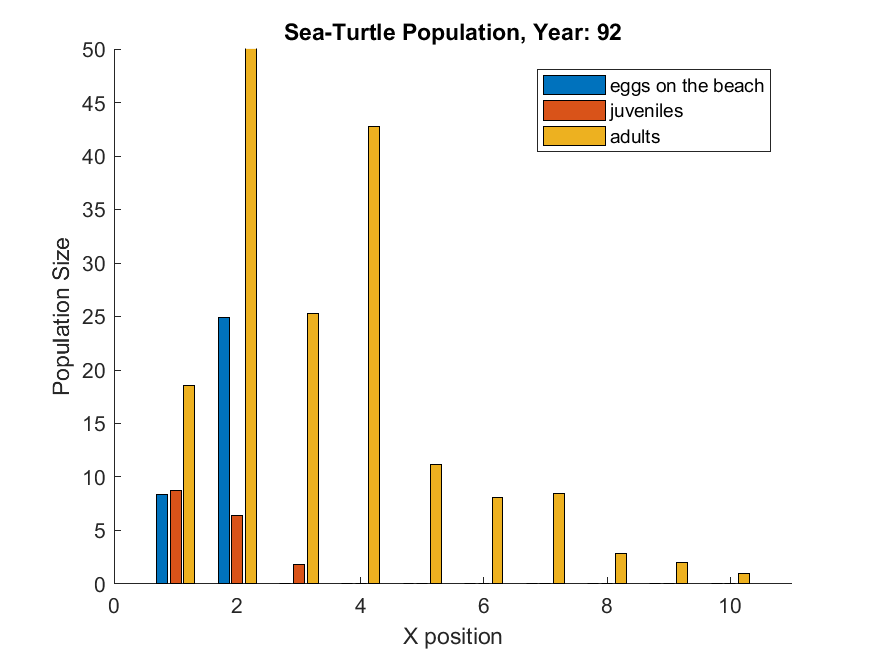 Sea-Turtle Population, Year: 92
eggs on the beach
juveniles
adults
Population Size
50
45
40
35
30
25
20
15
10
5
0
0 2 4 6 8 10
X position